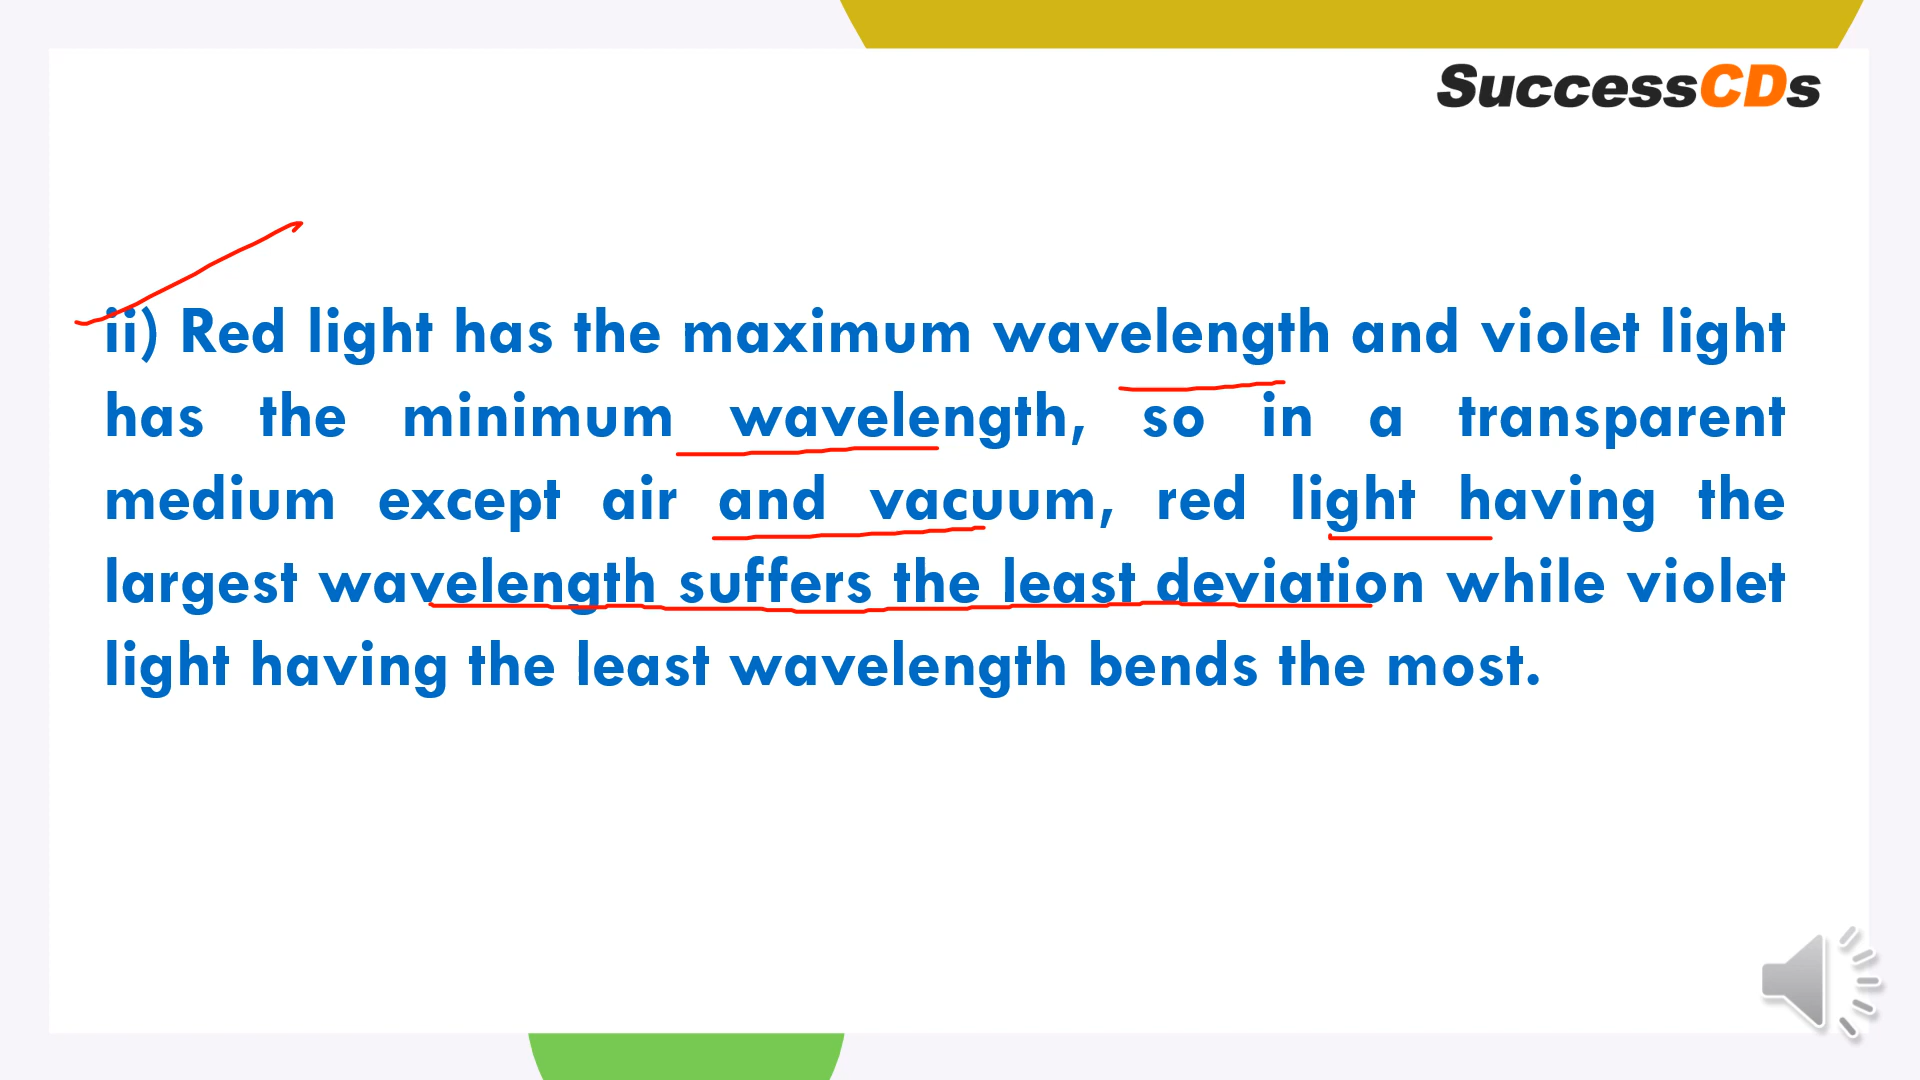 SuccessCDs
ii) Red light has the maximum wavelength and violet light
has the minimum wavelength, so in a transparent
medium except air and vacuum, red light having the
largest wavelength suffers the least deviation while violet
light having the least wavelength bends the most.